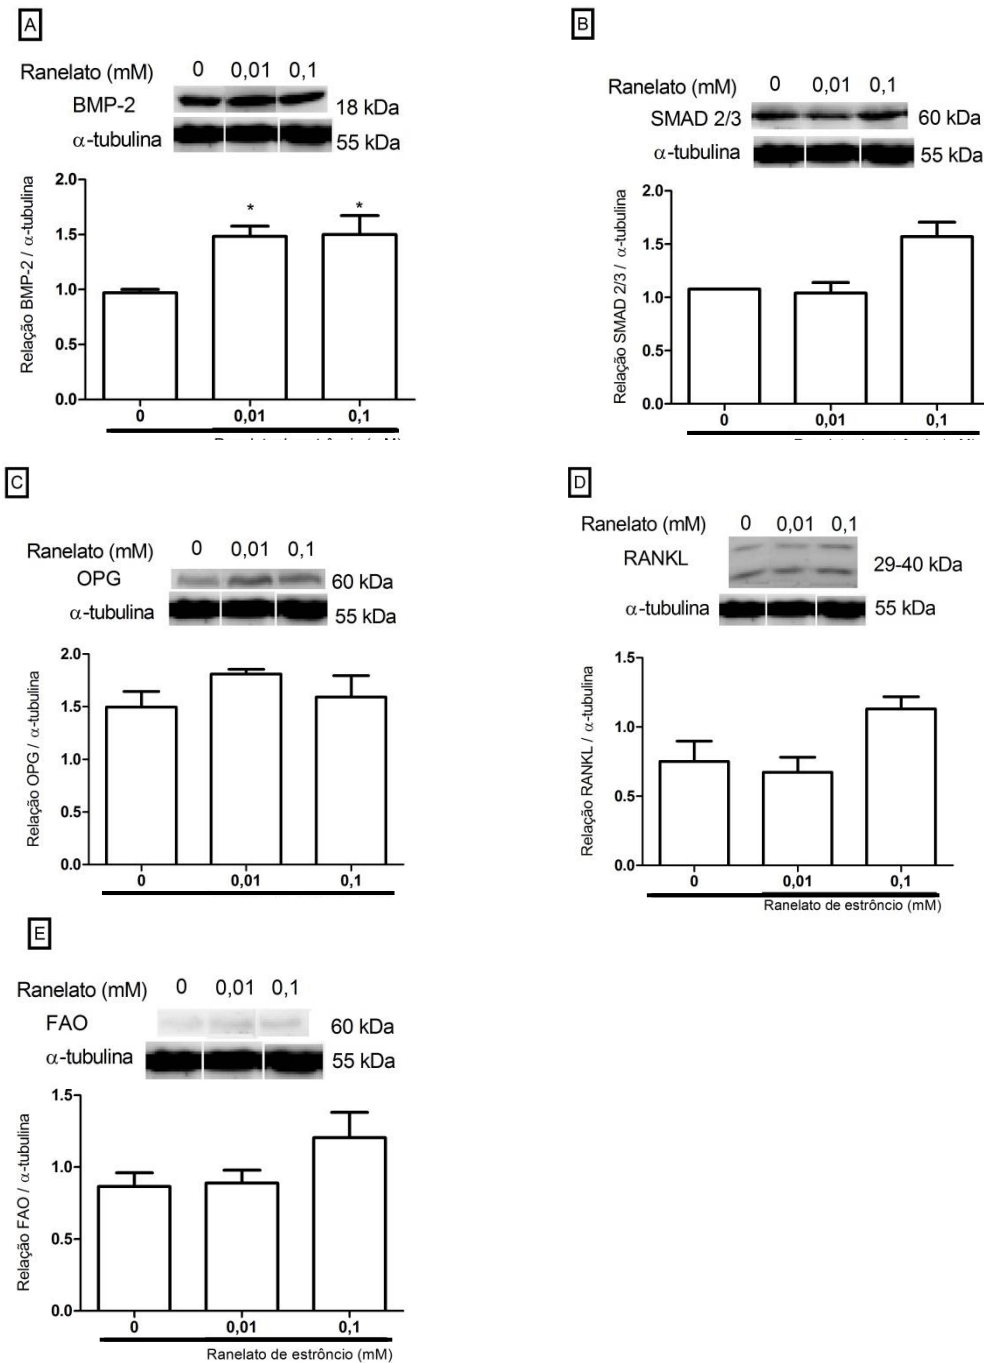 A
Ranelato (mM) 0 0,01 0,1
BMP-2 18 kDa
α-tubulina 55 kDa
Relação BMP-2 / α-tubulina
2.0
* *
1.5
1.0
0.5
0.0
0 0,01 0,1
B
Ranelato (mM) 0 0,01 0,1
SMAD 2/3 60 kDa
α-tubulina 55 kDa
Relação SMAD 2/3 / α-tubulina
2.0
1.5
1.0
0.5
0.0
0 0,01 0,1
C
Ranelato (mM) 0 0,01 0,1
OPG 60 kDa
α-tubulina 55 kDa
Relação OPG / α-tubulina
2.0
1.5
1.0
0.5
0.0
0 0,01 0,1
D
Ranelato (mM) 0 0,01 0,1
RANKL 29-40 kDa
α-tubulina 55 kDa
Relação RANKL / α-tubulina
1.5
1.0
0.5
0.0
0 0,01 0,1
Ranelato de estrôncio (mM)
E
Ranelato (mM) 0 0,01 0,1
FAO 60 kDa
α-tubulina 55 kDa
Relação FAO / α-tubulina
1.5
1.0
0.5
0.0
0 0,01 0,1
Ranelato de estrôncio (mM)